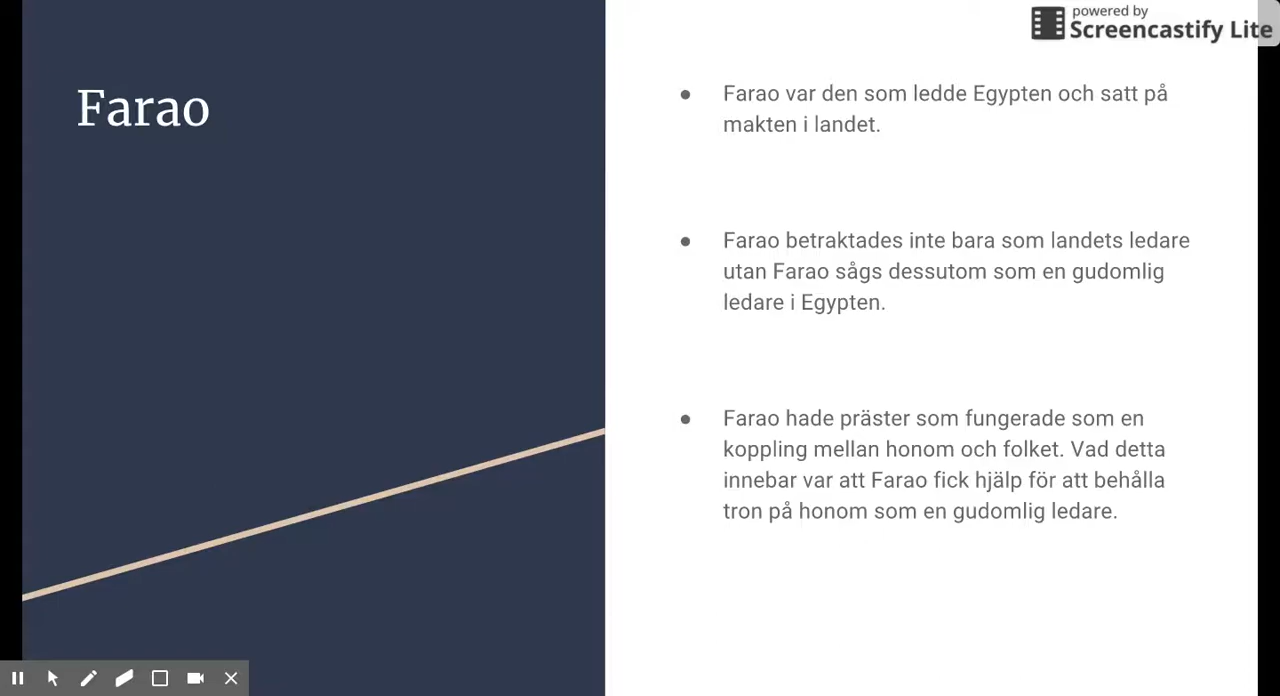 powered by
Screencastify Lite
Farao
● Farao var den som ledde Egypten och satt på
makten i landet.
● Farao betraktades inte bara som landets ledare
utan Farao sågs dessutom som en gudomlig
ledare i Egypten.
● Farao hade präster som fungerade som en
koppling mellan honom och folket. Vad detta
innebar var att Farao fick hjälp för att behålla
tron på honom som en gudomlig ledare.